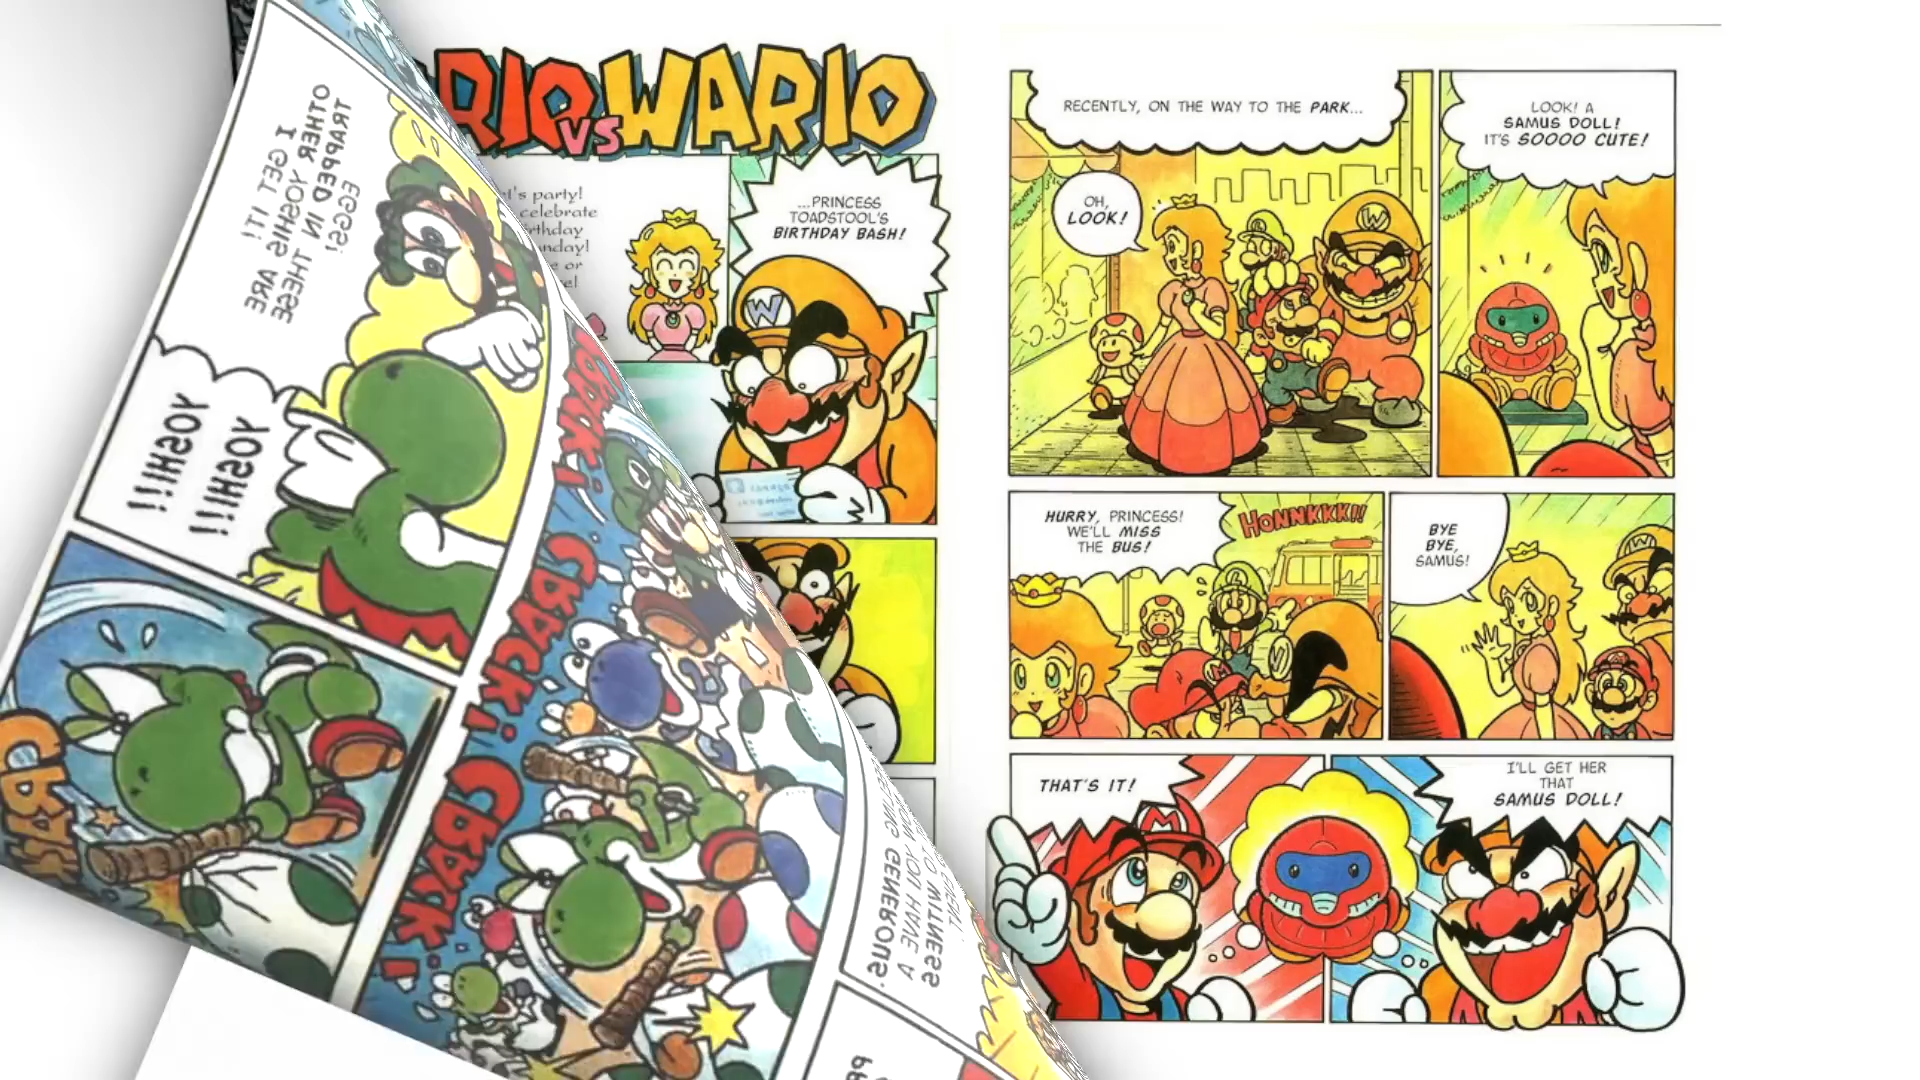 OTHER YOSHIS ARE
TRAPPED IN THESE
EGGS!
I GET IT!
YOSHI!!
YOSHI!!
CRACK!
CRACK!
CRACK!
RIO
VS WARIO
et's party!
celebrate
rthday
nday!
e or
e!
...PRINCESS
TOADSTOOL'S
BIRTHDAY BASH!
W
GENEROUS.
RECENTLY, ON THE WAY TO THE PARK...
OH,
LOOK!
W
LOOK! A
SAMUS DOLL!
IT'S SOOOO CUTE!
HURRY, PRINCESS!
WE'LL MISS
THE BUS!
HONNKKKK!!
BYE
BYE,
SAMUS!
THAT'S IT!
M
I'LL GET HER
THAT
SAMUS DOLL!